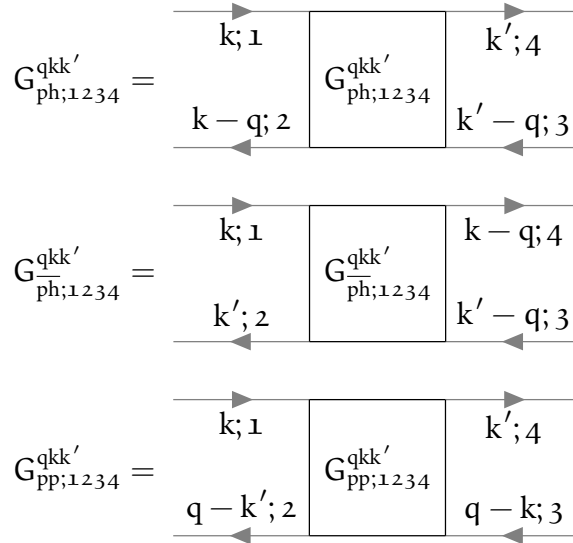 k; 1 k′; 4
G^{qkk′}_{ph;1234} = G^{qkk′}_{ph;1234}
k − q; 2 k′ − q; 3
k; 1 k − q; 4
G^{qkk′}_{\overline{ph};1234} = G^{qkk′}_{\overline{ph};1234}
k′; 2 k′ − q; 3
k; 1 k′; 4
G^{qkk′}_{pp;1234} = G^{qkk′}_{pp;1234}
q − k′; 2 q − k; 3